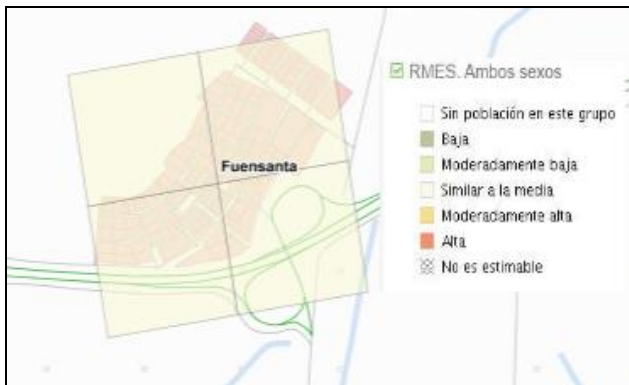 RMES. Ambos sexos
Sin población en este grupo
Baja
Moderadamente baja
Fuensanta
Similar a la media
Moderadamente alta
Alta
No es estimable